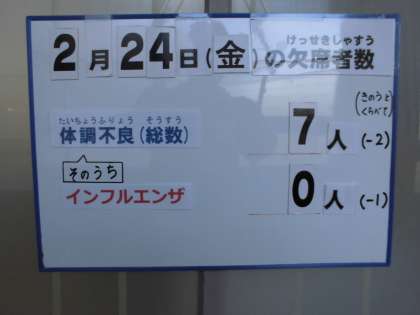 けっせきしゃすう
2月24日(金)の欠席者数
(きのうと
くらべて)
たいちょうふりょう そうすう
体調不良(総数) 7人(-2)
そのうち
インフルエンザ 0人(-1)